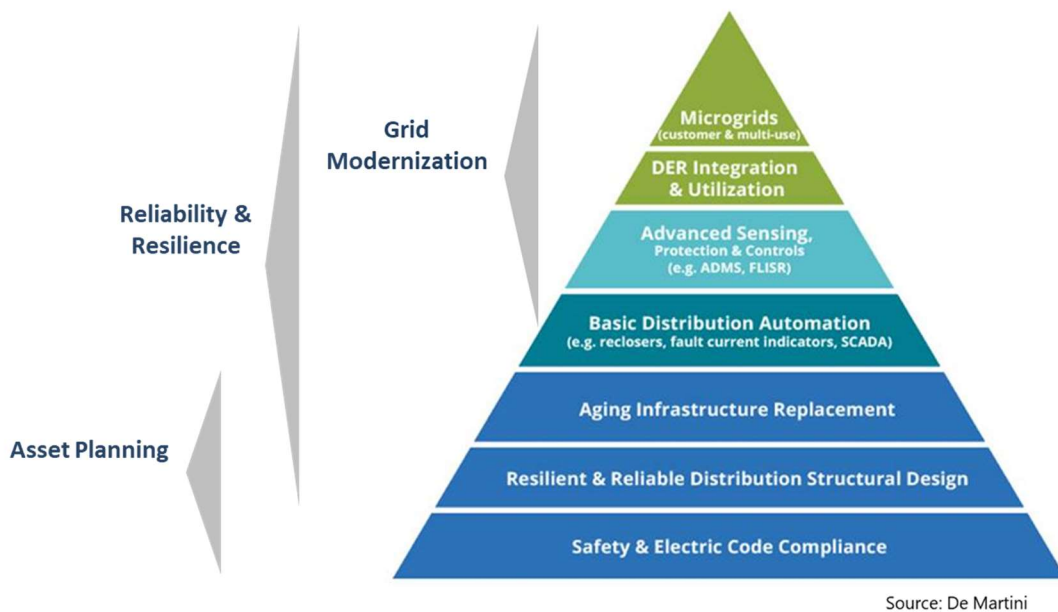 Microgrids
(customer & multi-use)
Grid
Modernization
DER Integration
& Utilization
Reliability &
Resilience
Advanced Sensing,
Protection & Controls
(e.g. ADMS, FLISR)
Basic Distribution Automation
(e.g. reclosers, fault current indicators, SCADA)
Aging Infrastructure Replacement
Asset Planning
Resilient & Reliable Distribution Structural Design
Safety & Electric Code Compliance
Source: De Martini